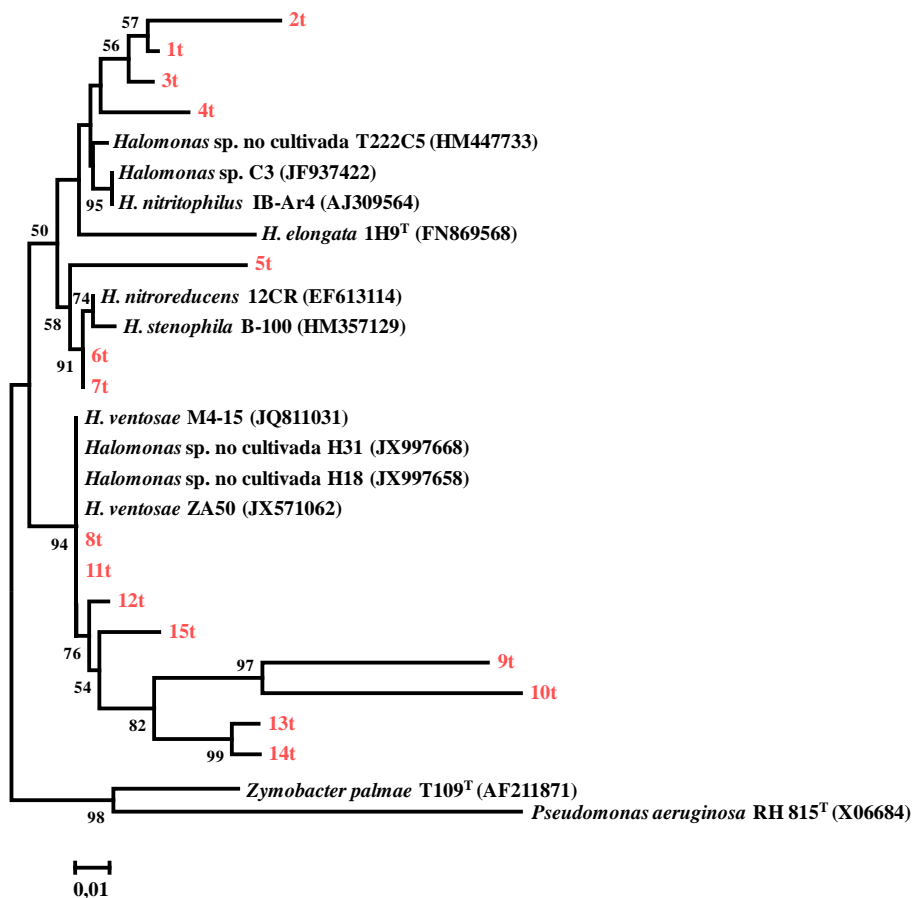 57
2t
56
1t
3t
4t
Halomonas sp. no cultivada T222C5 (HM447733)
Halomonas sp. C3 (JF937422)
95
H. nitritophilus IB-Ar4 (AJ309564)
50
H. elongata 1H9T (FN869568)
5t
74
H. nitroreducens 12CR (EF613114)
58
H. stenophila B-100 (HM357129)
91
6t
7t
H. ventosae M4-15 (JQ811031)
Halomonas sp. no cultivada H31 (JX997668)
Halomonas sp. no cultivada H18 (JX997658)
H. ventosae ZA50 (JX571062)
94
8t
11t
12t
76
15t
97
9t
54
10t
82
13t
99
14t
Zymobacter palmae T109T (AF211871)
98
Pseudomonas aeruginosa RH 815T (X06684)
0,01